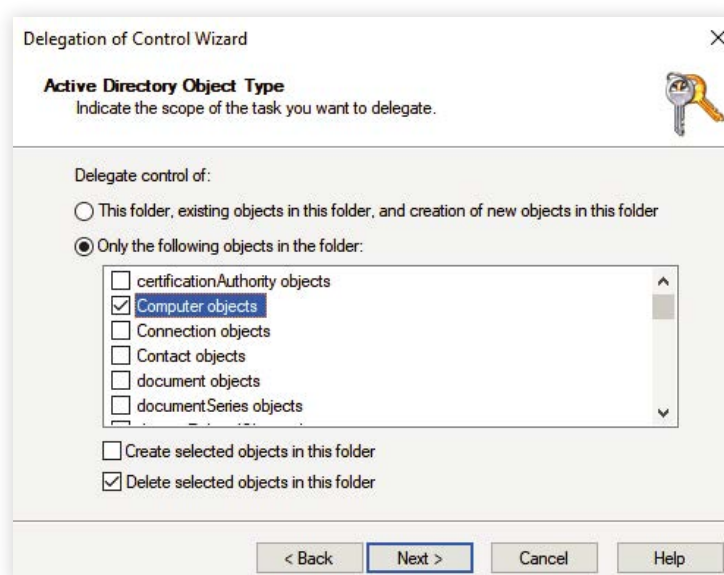 Delegation of Control Wizard
Active Directory Object Type
Indicate the scope of the task you want to delegate.
Delegate control of:
This folder, existing objects in this folder, and creation of new objects in this folder
Only the following objects in the folder:
certificationAuthority objects
Computer objects
Connection objects
Contact objects
document objects
documentSeries objects
Create selected objects in this folder
Delete selected objects in this folder
< Back Next > Cancel Help